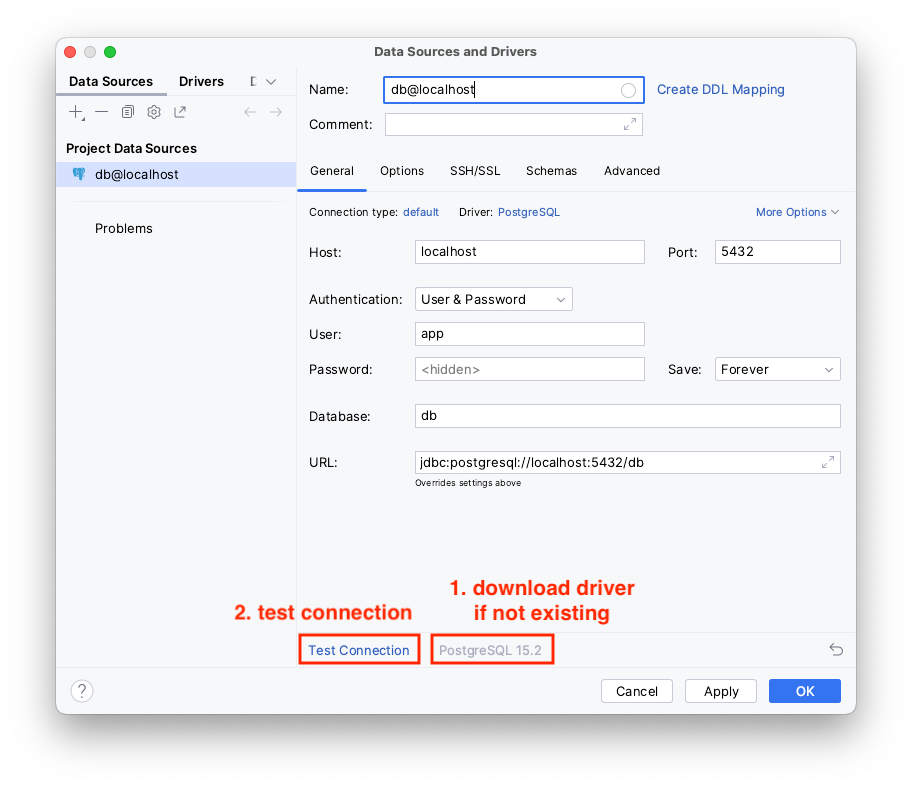 Data Sources and Drivers
Data Sources Drivers
Project Data Sources
db@localhost
Problems
Name: db@localhost Create DDL Mapping
Comment:
General Options SSH/SSL Schemas Advanced
Connection type: default Driver: PostgreSQL More Options
Host: localhost Port: 5432
Authentication: User & Password
User: app
Password: <hidden> Save: Forever
Database: db
URL: jdbc:postgresql://localhost:5432/db
Overrides settings above
1. download driver
if not existing
2. test connection
Test Connection PostgreSQL 15.2
? Cancel Apply OK